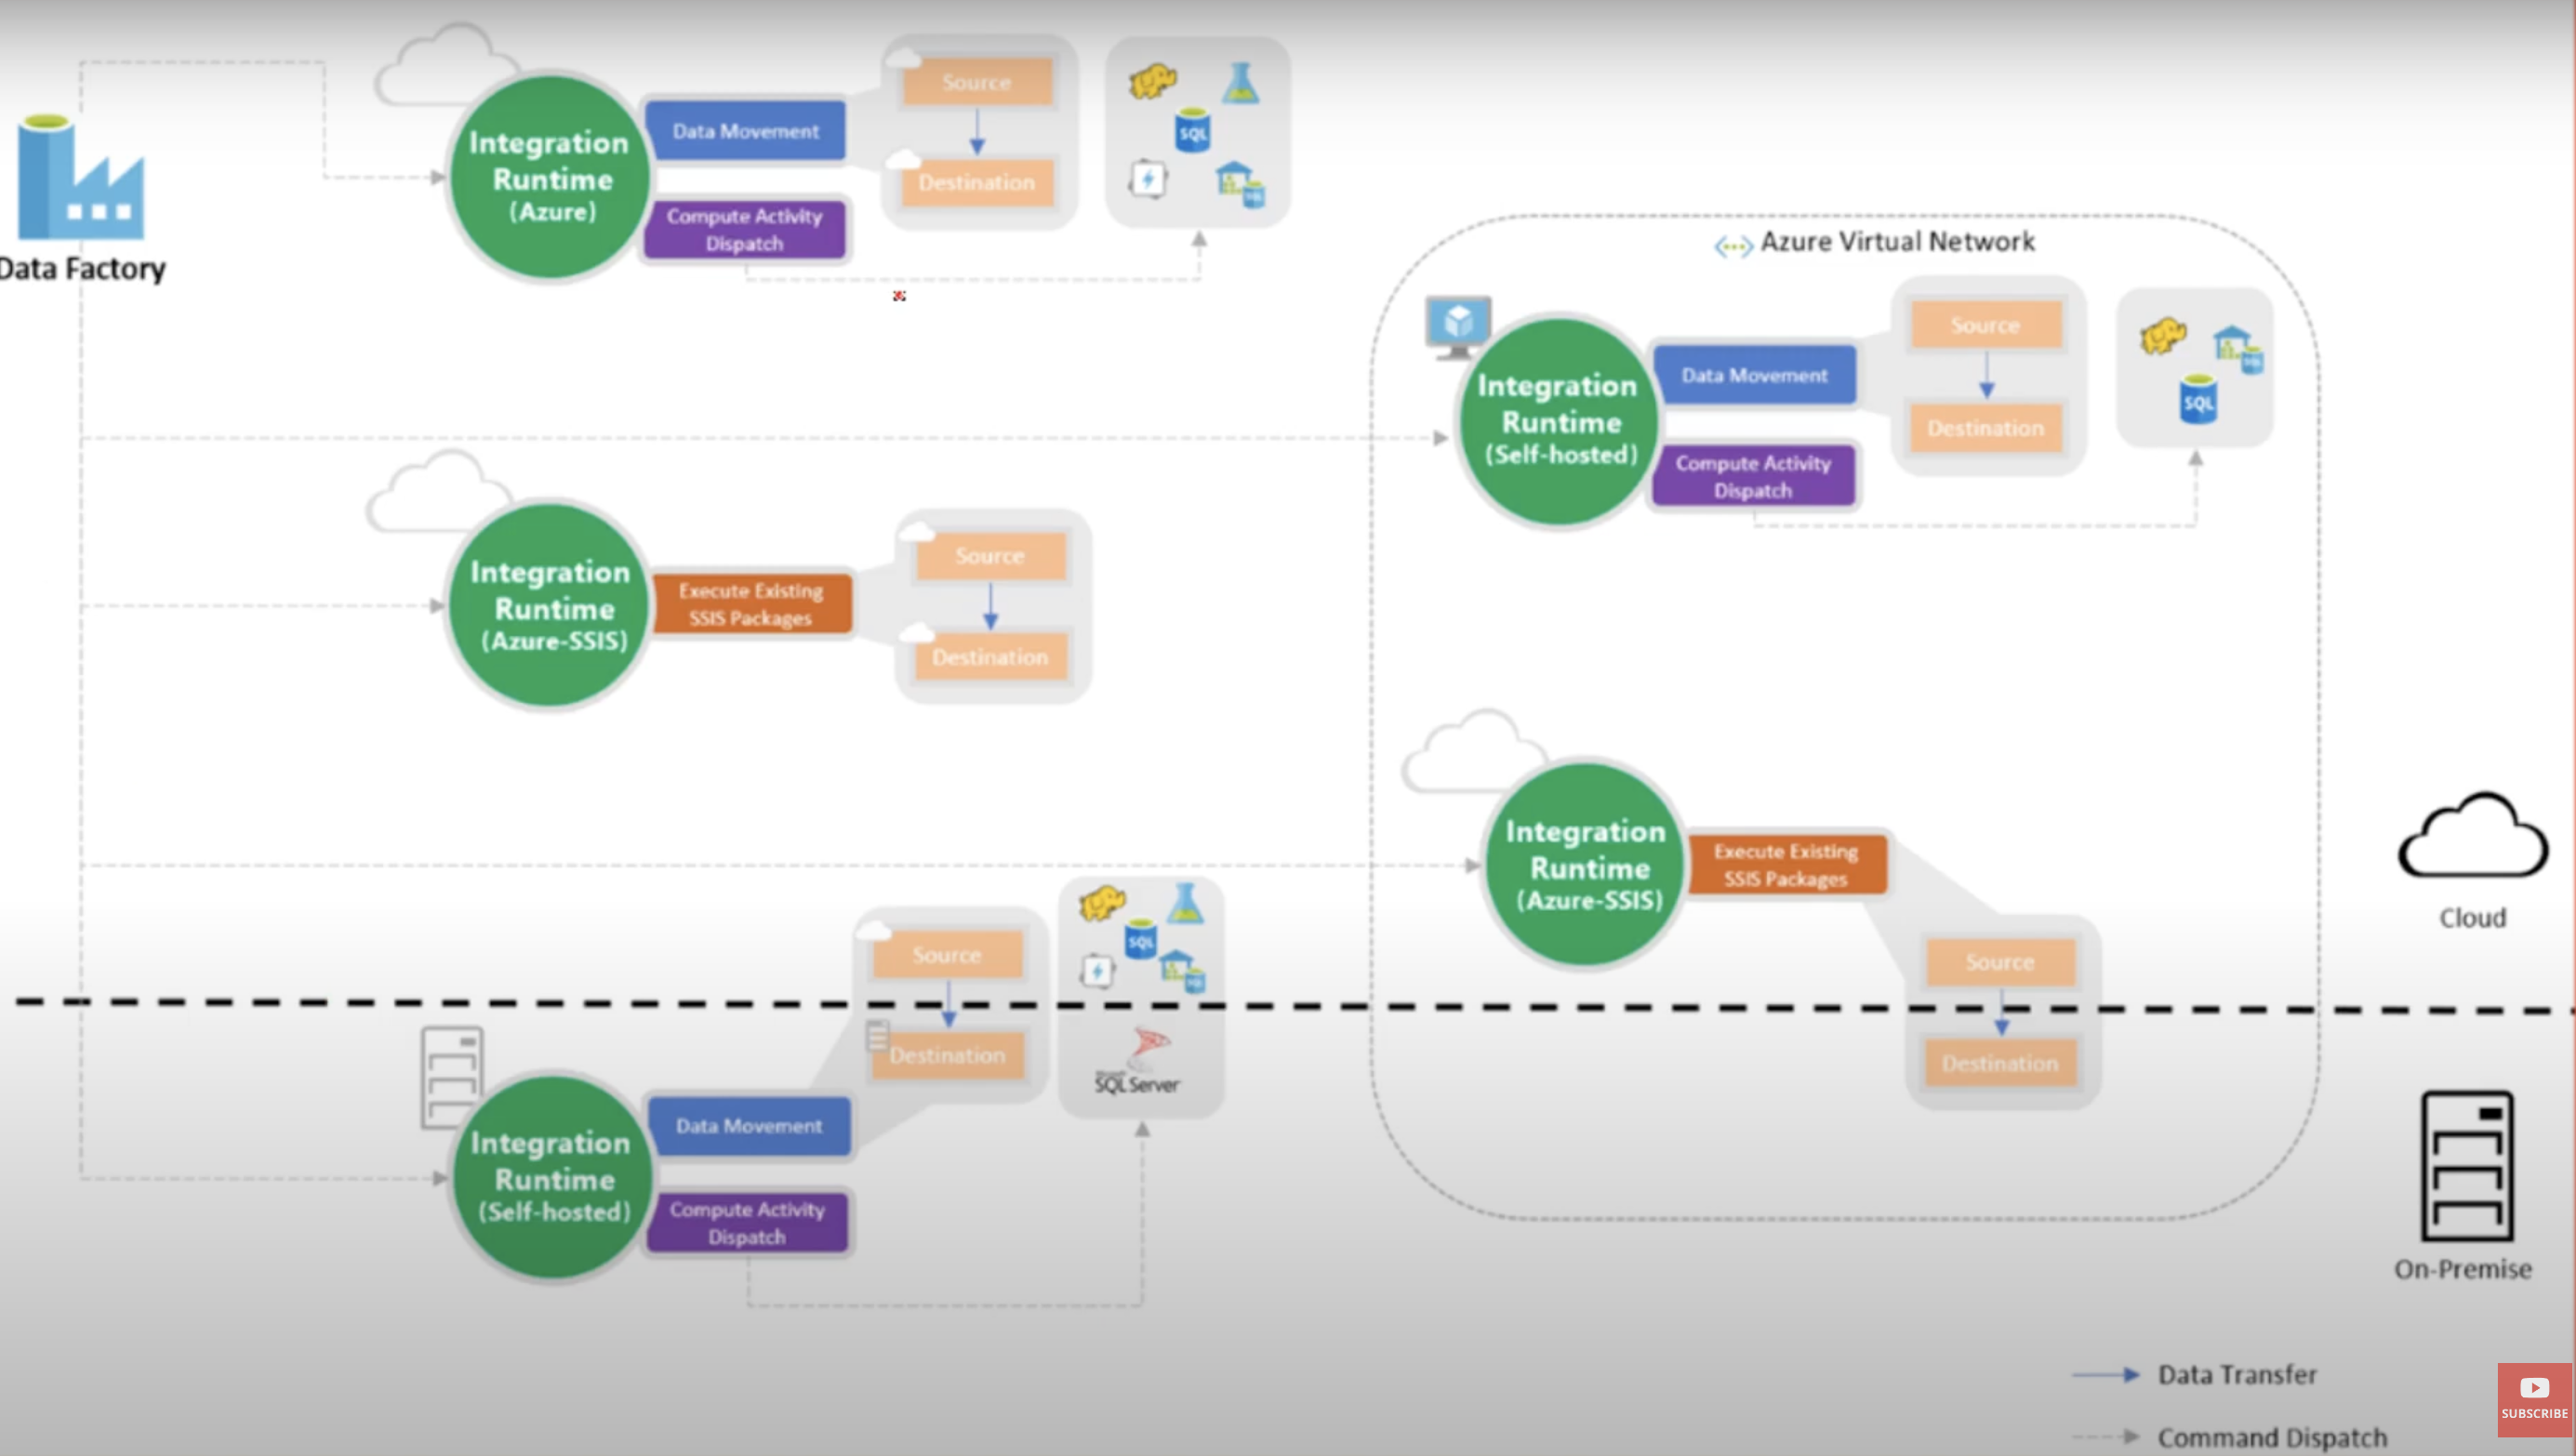 Data Factory
Integration
Runtime
(Azure)
Data Movement
Compute Activity
Dispatch
Source
Destination
SQL
Azure Virtual Network
Integration
Runtime
(Self-hosted)
Data Movement
Compute Activity
Dispatch
Source
Destination
SQL
Integration
Runtime
(Azure-SSIS)
Execute Existing
SSIS Packages
Source
Destination
Integration
Runtime
(Azure-SSIS)
Execute Existing
SSIS Packages
Source
Destination
Cloud
Source
Destination
SQL
SQL Server
Integration
Runtime
(Self-hosted)
Data Movement
Compute Activity
Dispatch
On-Premise
Data Transfer
Command Dispatch
SUBSCRIBE